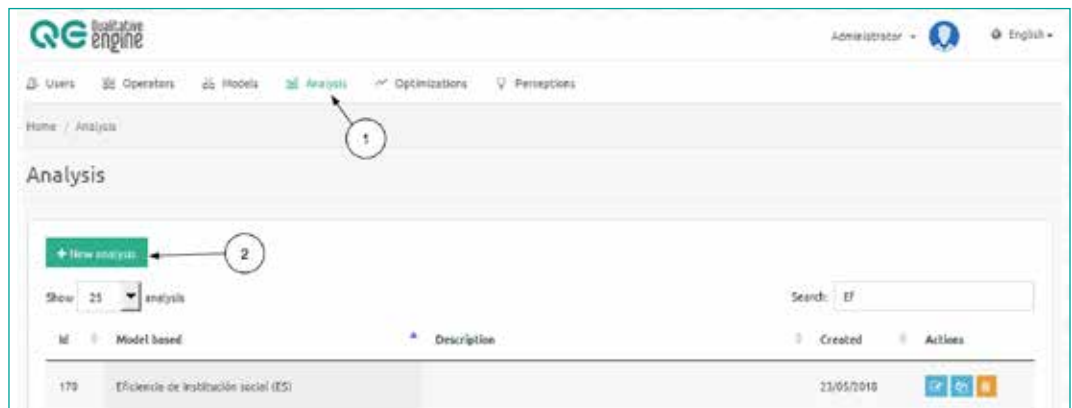 QE Qualitative engine
Administrator
English
Users Operators Models Analysis Optimizations Perceptions
Home / Analysis
1
Analysis
+ New analysis
2
Show 25 analysis Search: Ef
Id Model based Description Created Actions
170 Eficiencia de institución social (ES) 23/05/2018